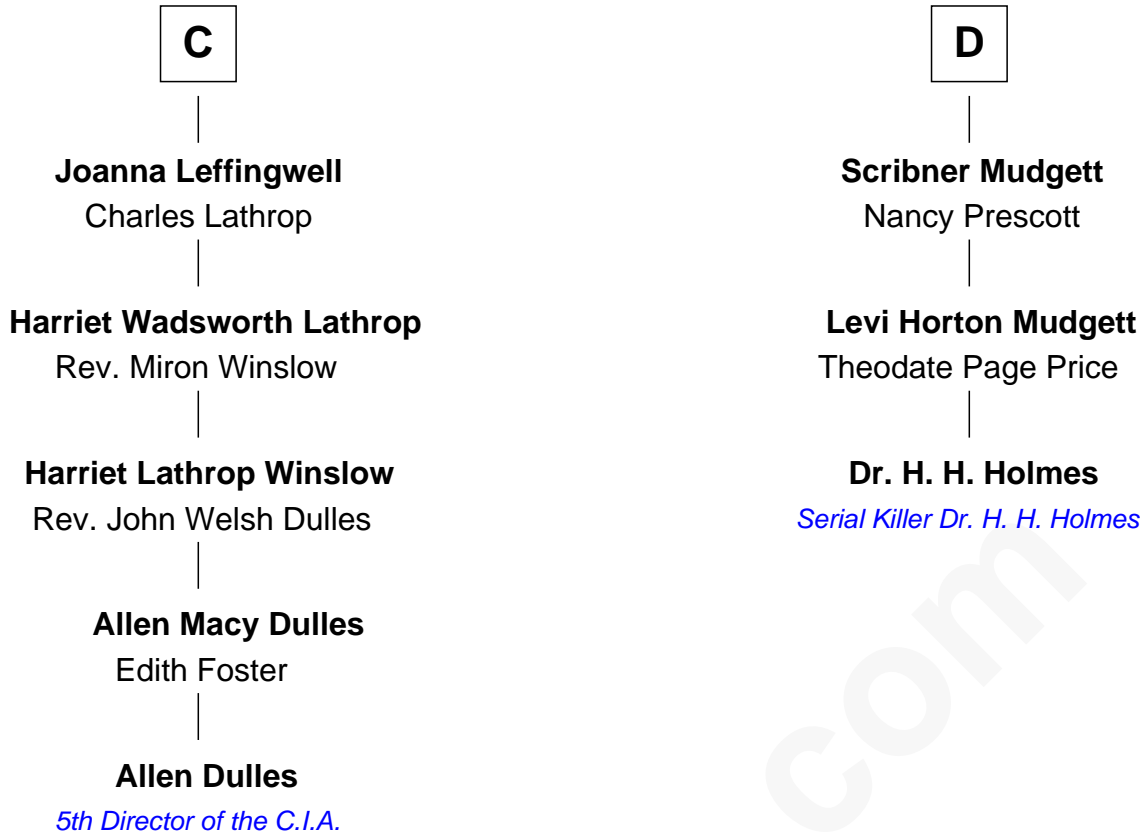 C
Joanna Leffingwell
Charles Lathrop
Harriet Wadsworth Lathrop
Rev. Miron Winslow
Harriet Lathrop Winslow
Rev. John Welsh Dulles
Allen Macy Dulles
Edith Foster
Allen Dulles
5th Director of the C.I.A.
D
Scribner Mudgett
Nancy Prescott
Levi Horton Mudgett
Theodate Page Price
Dr. H. H. Holmes
Serial Killer Dr. H. H. Holmes
com